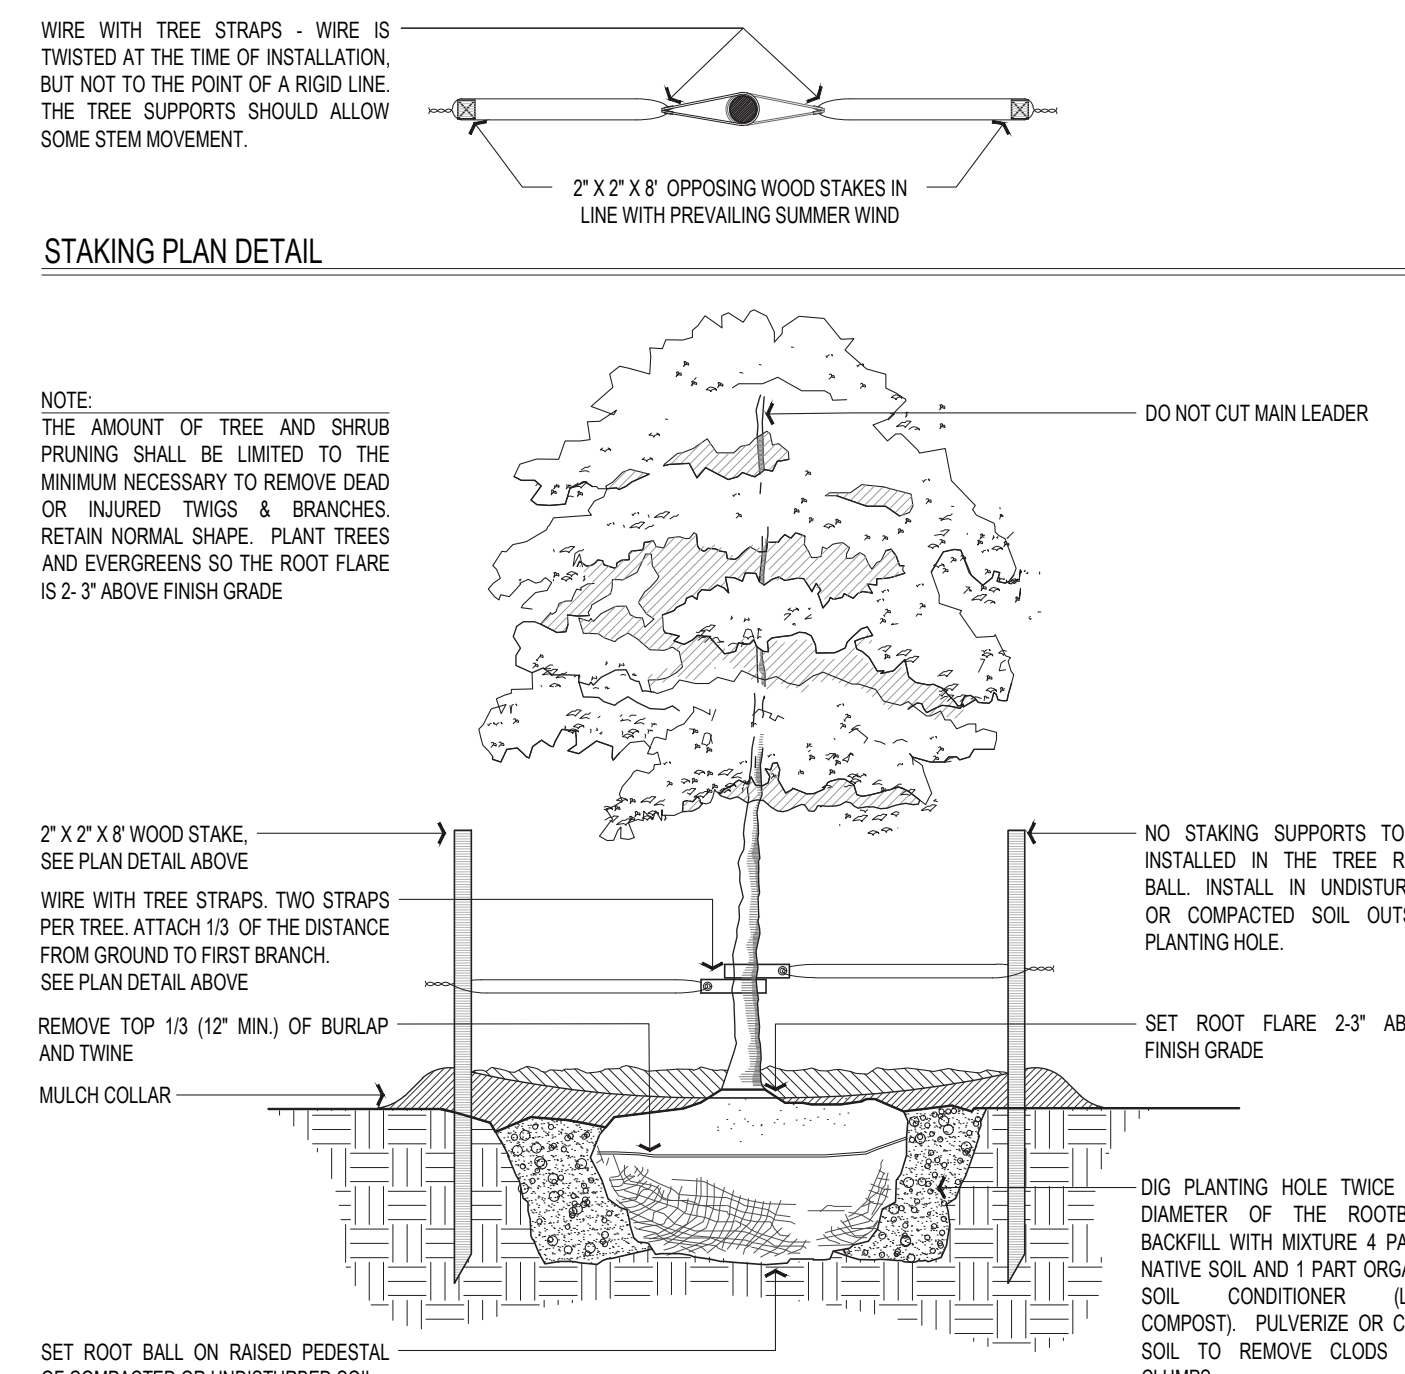 WIRE WITH TREE STRAPS - WIRE IS
TWISTED AT THE TIME OF INSTALLATION,
BUT NOT TO THE POINT OF A RIGID LINE.
THE TREE SUPPORTS SHOULD ALLOW
SOME STEM MOVEMENT.
2" X 2" X 8' OPPOSING WOOD STAKES IN
LINE WITH PREVAILING SUMMER WIND
STAKING PLAN DETAIL
NOTE:
THE AMOUNT OF TREE AND SHRUB
PRUNING SHALL BE LIMITED TO THE
MINIMUM NECESSARY TO REMOVE DEAD
OR INJURED TWIGS & BRANCHES.
RETAIN NORMAL SHAPE. PLANT TREES
AND EVERGREENS SO THE ROOT FLARE
IS 2- 3" ABOVE FINISH GRADE
DO NOT CUT MAIN LEADER
2" X 2" X 8' WOOD STAKE,
SEE PLAN DETAIL ABOVE
WIRE WITH TREE STRAPS. TWO STRAPS
PER TREE. ATTACH 1/3 OF THE DISTANCE
FROM GROUND TO FIRST BRANCH.
SEE PLAN DETAIL ABOVE
REMOVE TOP 1/3 (12" MIN.) OF BURLAP
AND TWINE
MULCH COLLAR
SET ROOT BALL ON RAISED PEDESTAL
OF COMPACTED OR UNDISTURBED SOIL
NO STAKING SUPPORTS TO
INSTALLED IN THE TREE
BALL. INSTALL IN
OR COMPACTED SOIL
PLANTING HOLE.
SET ROOT FLARE 2-3"
FINISH GRADE
DIG PLANTING HOLE TWICE
DIAMETER OF THE
BACKFILL WITH MIXTURE 4
NATIVE SOIL AND 1 PART
SOIL CONDITIONER
COMPOST). PULVERIZE OR
SOIL TO REMOVE CLODS